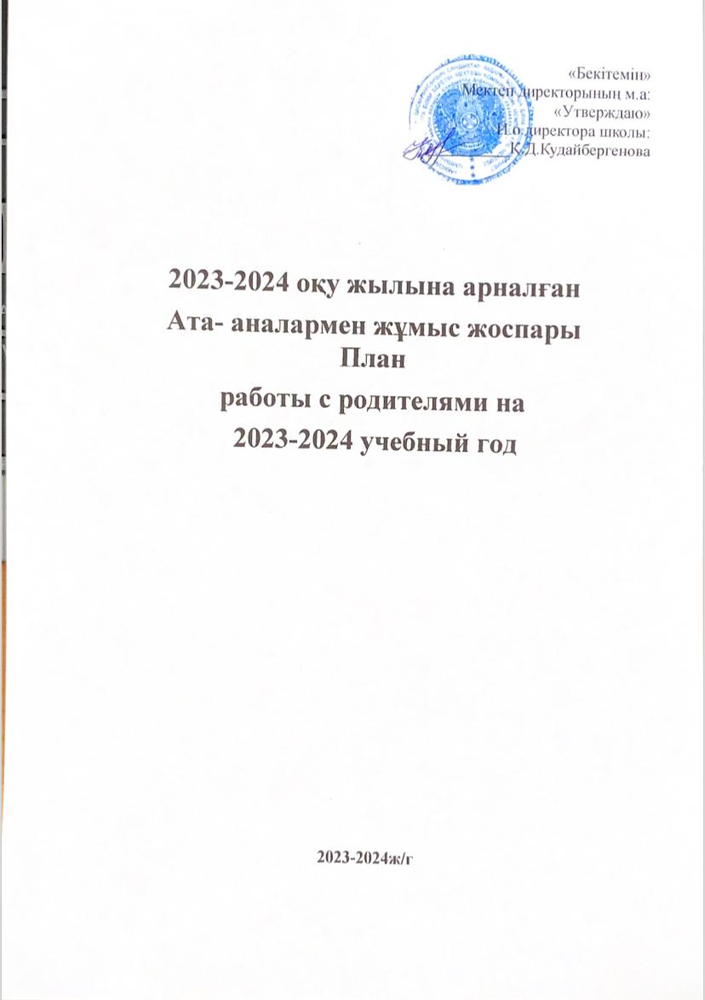 «Бекітемін»
Мектеп директорының м.а:
«Утверждаю»
И.о.директора школы:
К.Д.Кудайбергенова
2023-2024 оқу жылына арналған
Ата- аналармен жұмыс жоспары
План
работы с родителями на
2023-2024 учебный год
2023-2024ж/г